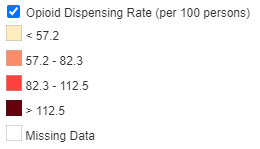 Opioid Dispensing Rate (per 100 persons)
< 57.2
57.2 - 82.3
82.3 - 112.5
> 112.5
Missing Data